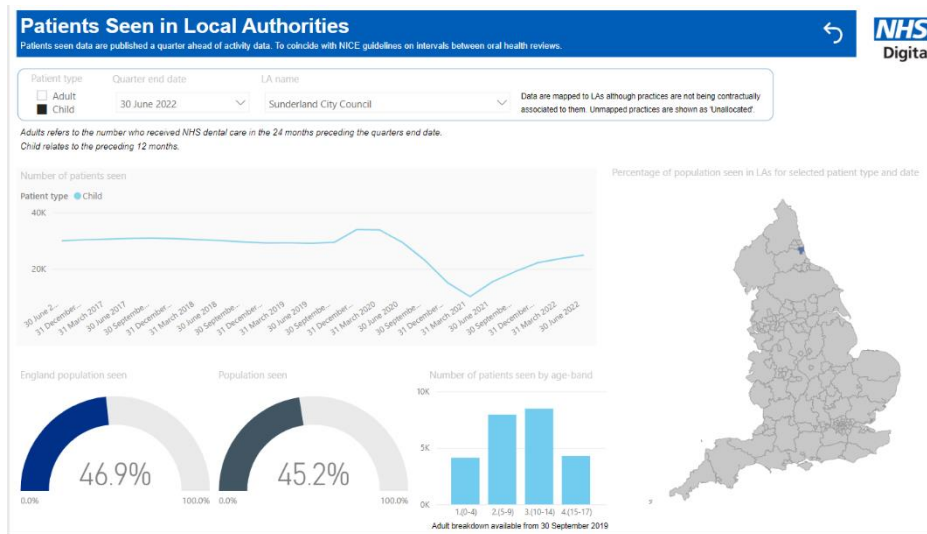 Patients Seen in Local Authorities
Patients seen data are published a quarter ahead of activity data. To coincide with NICE guidelines on intervals between oral health reviews.
NHS
Digita
Patient type
Adult
Child
Quarter end date
30 June 2022
LA name
Sunderland City Council
Data are mapped to LAs although practices are not being contractually
associated to them. Unmapped practices are shown as 'Unallocated'.
Adults refers to the number who received NHS dental care in the 24 months preceding the quarters end date.
Child relates to the preceding 12 months.
Number of patients seen
Patient type Child
40K
20K
30 June 2...
31 December...
31 March 2017
30 June 2017
30 Septembe...
31 December...
31 March 2018
30 June 2018
30 Septembe...
31 December...
31 March 2019
30 June 2019
30 Septembe...
31 December...
31 March 2020
30 June 2020
30 Septembe...
31 December...
31 March 2021
30 June 2021
30 Septembe...
31 December...
31 March 2022
30 June 2022
Percentage of population seen in LAs for selected patient type and date
England population seen
46.9%
0.0%
100.0%
Population seen
45.2%
0.0%
100.0%
Number of patients seen by age-band
10K
5K
0K
1.(0-4)
2.(5-9)
3.(10-14)
4.(15-17)
Adult breakdown available from 30 September 2019